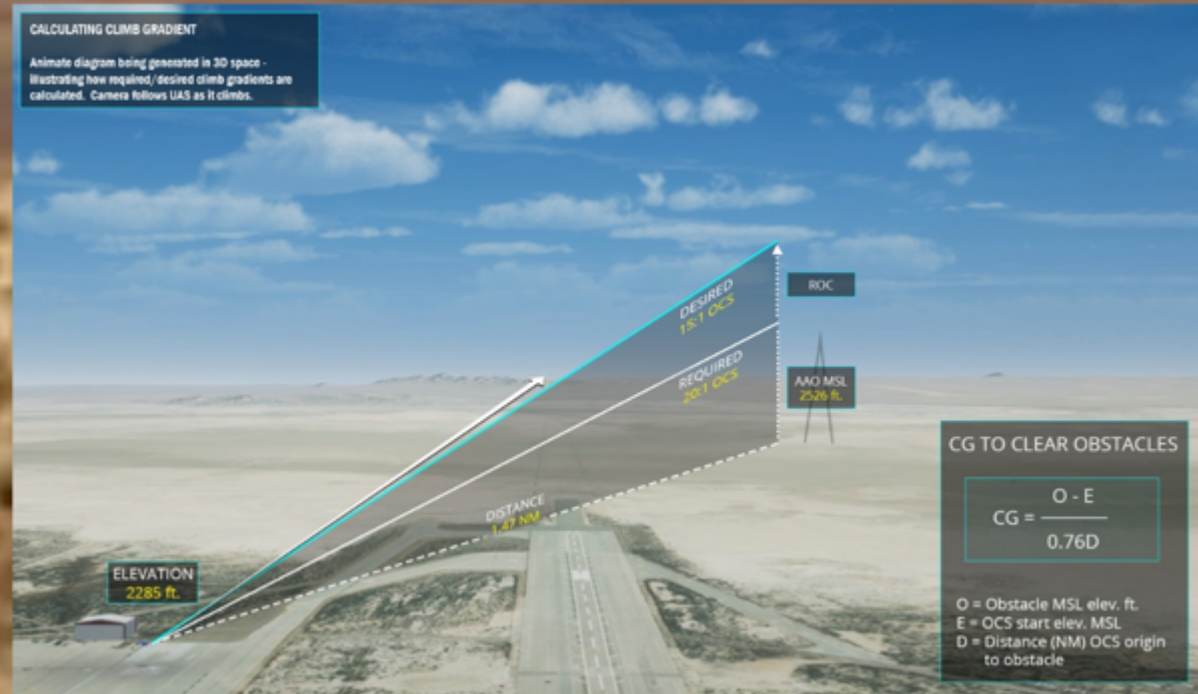 CALCULATING CLIMB GRADIENT
Animate diagram being generated in 3D space -
illustrating how required/desired climb gradients are
calculated. Camera follows UAS as it climbs.
DESIRED
15:1 OCS
ROC
REQUIRED
20:1 OCS
AAO MSL
2526 ft.
DISTANCE
1.47 NM
ELEVATION
2285 ft.
CG TO CLEAR OBSTACLES
O - E
CG =
0.76D
O = Obstacle MSL elev. ft.
E = OCS start elev. MSL
D = Distance (NM) OCS origin
to obstacle